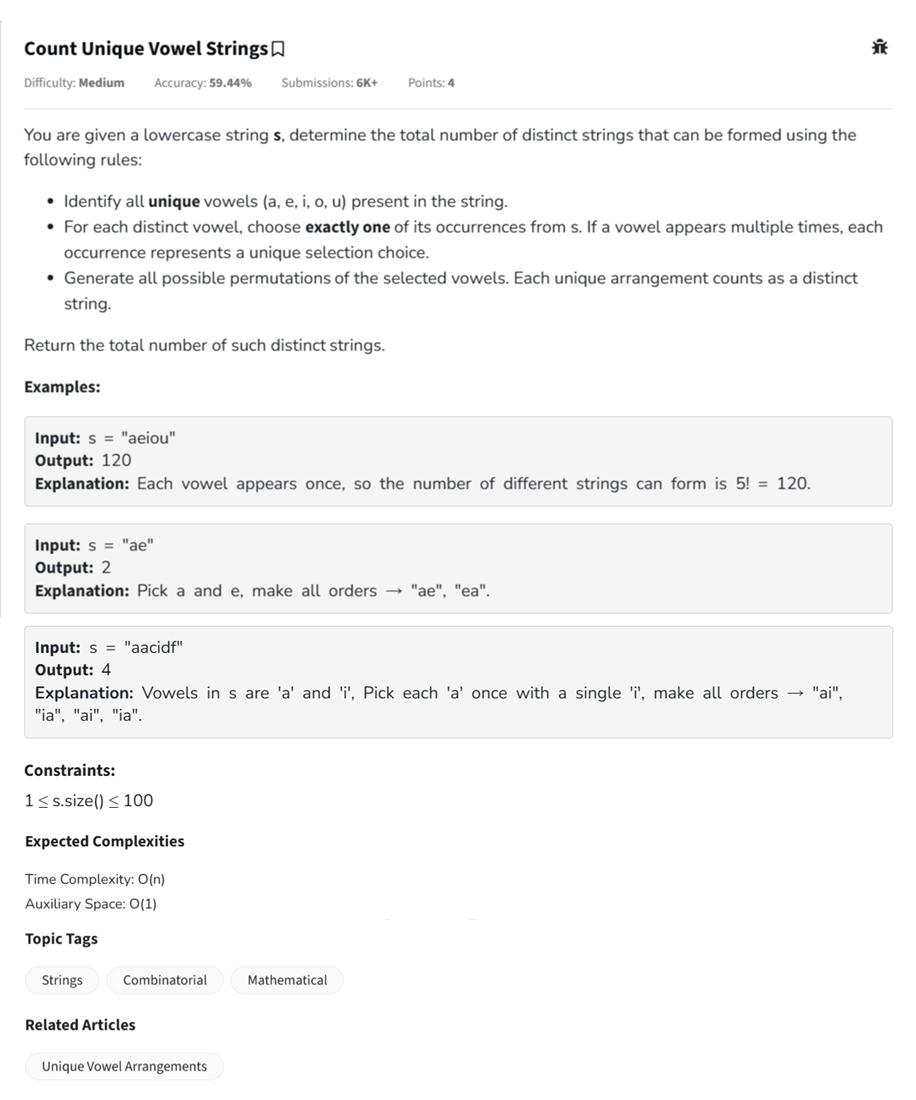 Count Unique Vowel Strings
Difficulty: Medium Accuracy: 59.44% Submissions: 6K+ Points: 4
You are given a lowercase string s, determine the total number of distinct strings that can be formed using the
following rules:
• Identify all unique vowels (a, e, i, o, u) present in the string.
• For each distinct vowel, choose exactly one of its occurrences from s. If a vowel appears multiple times, each
occurrence represents a unique selection choice.
• Generate all possible permutations of the selected vowels. Each unique arrangement counts as a distinct
string.
Return the total number of such distinct strings.
Examples:
Input: s = "aeiou"
Output: 120
Explanation: Each vowel appears once, so the number of different strings can form is 5! = 120.
Input: s = "ae"
Output: 2
Explanation: Pick a and e, make all orders → "ae", "ea".
Input: s = "aacidf"
Output: 4
Explanation: Vowels in s are 'a' and 'i', Pick each 'a' once with a single 'i', make all orders → "ai",
"ia", "ai", "ia".
Constraints:
1 ≤ s.size() ≤ 100
Expected Complexities
Time Complexity: O(n)
Auxiliary Space: O(1)
Topic Tags
Strings Combinatorial Mathematical
Related Articles
Unique Vowel Arrangements